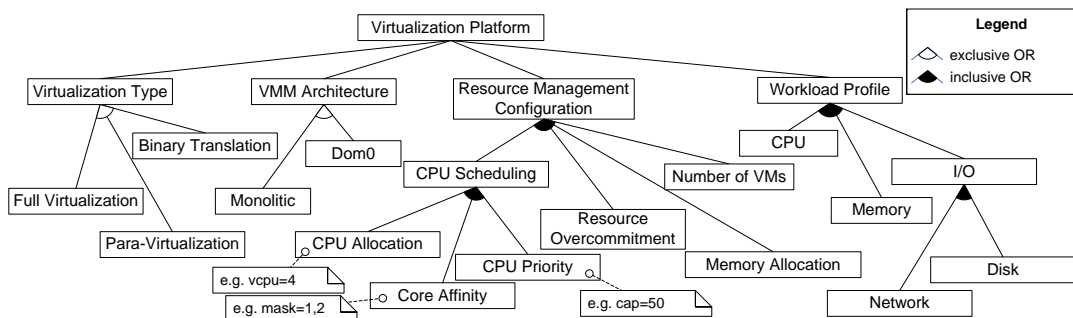 Virtualization Platform
Legend
exclusive OR
inclusive OR
Virtualization Type
VMM Architecture
Resource Management
Configuration
Workload Profile
Binary Translation
Dom0
CPU
CPU Scheduling
Number of VMs
I/O
Full Virtualization
Monolitic
Resource
Overcommitment
Memory
Para-Virtualization
CPU Allocation
CPU Priority
Memory Allocation
Disk
e.g. vcpu=4
Core Affinity
Network
e.g. mask=1,2
e.g. cap=50